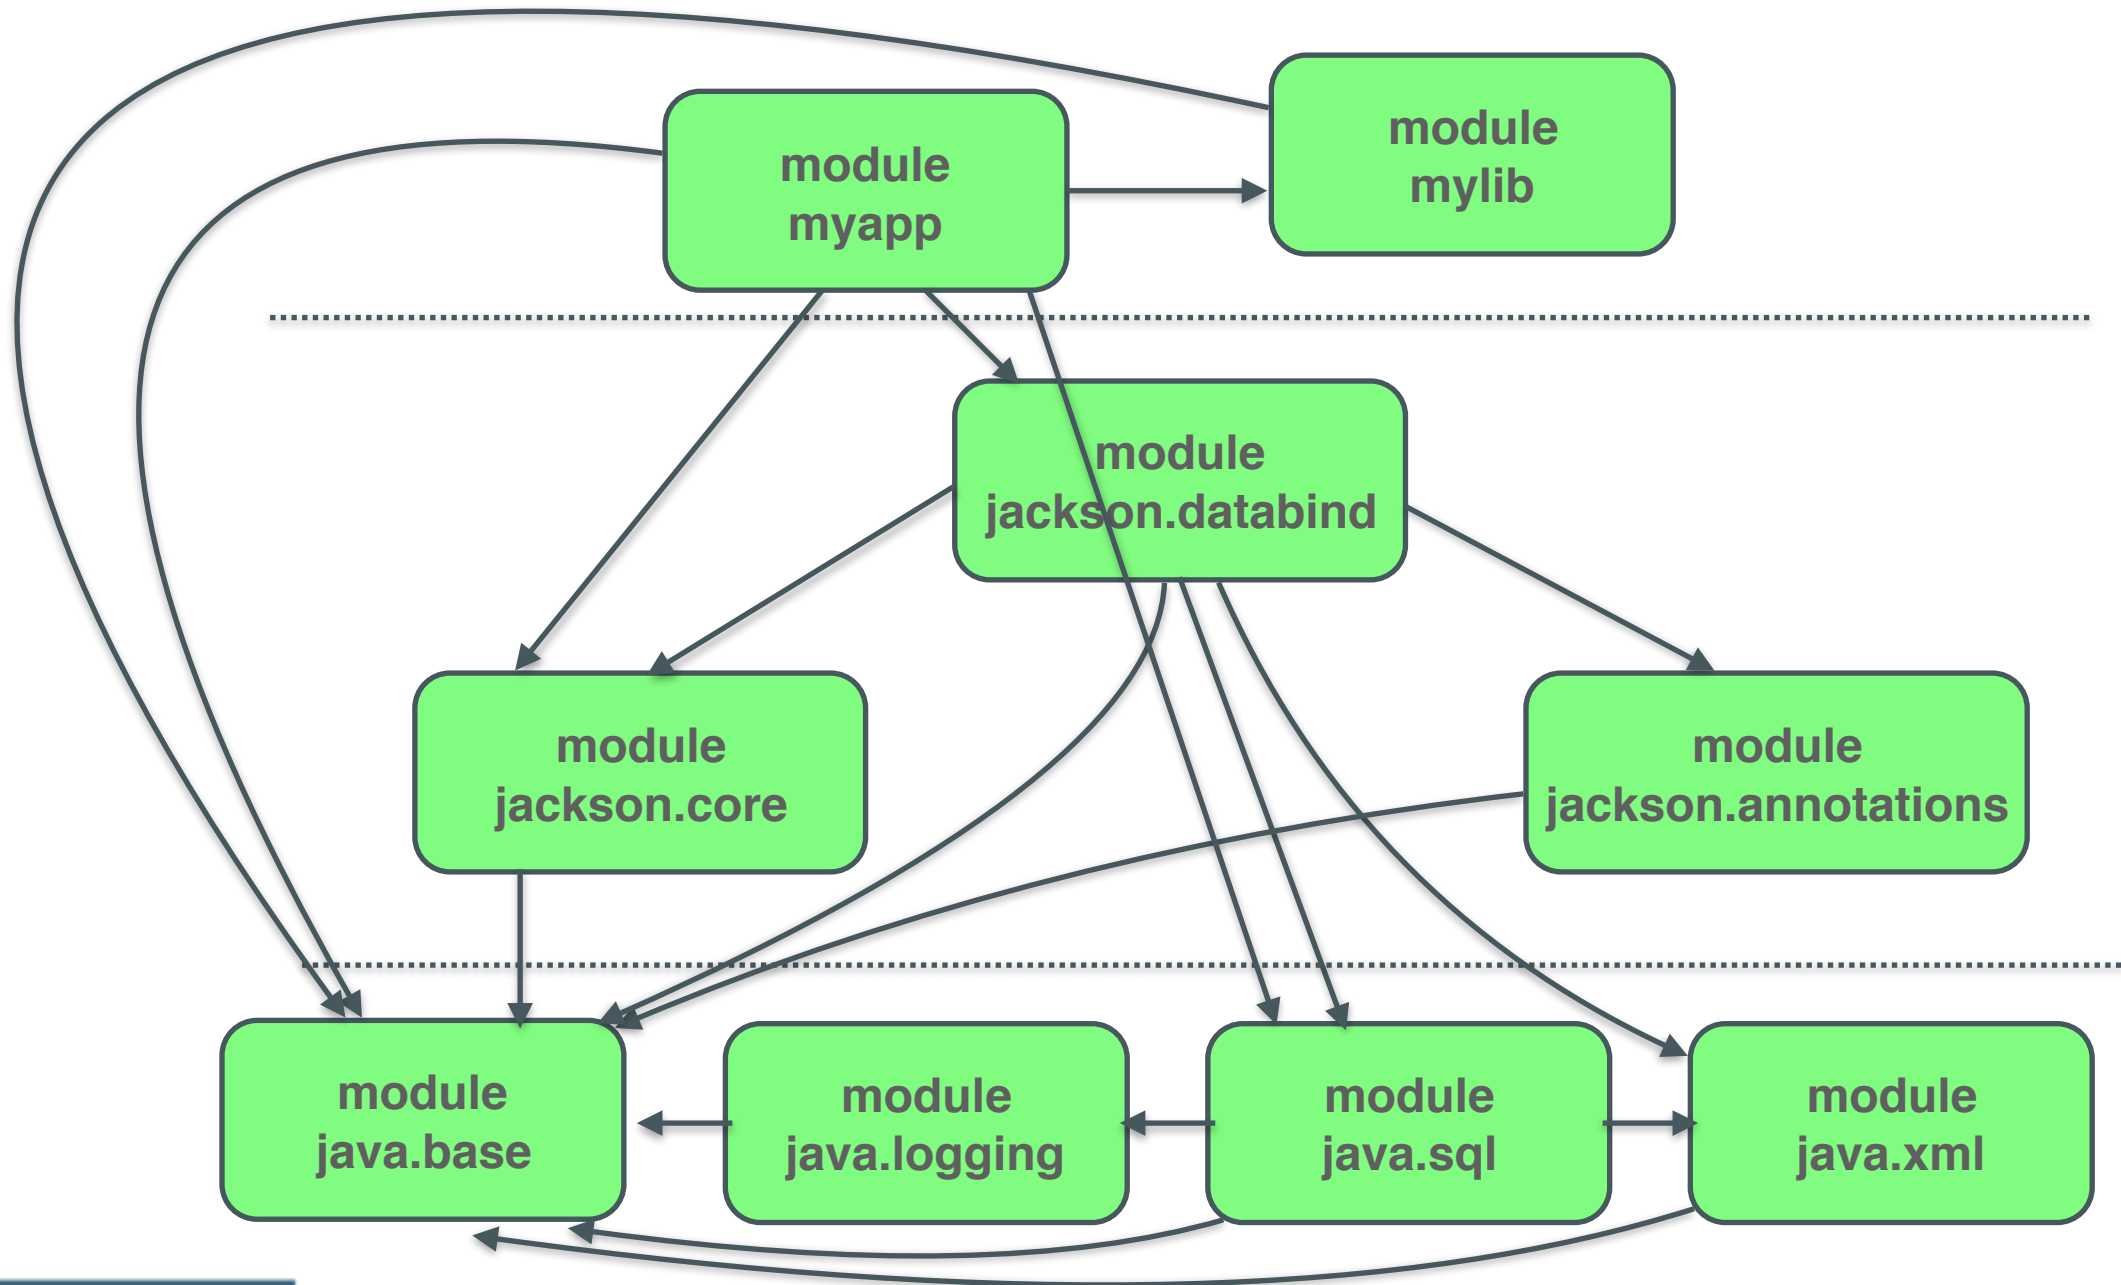 module
myapp
module
mylib
module
jackson.databind
module
jackson.core
module
jackson.annotations
module
java.base
module
java.logging
module
java.sql
module
java.xml